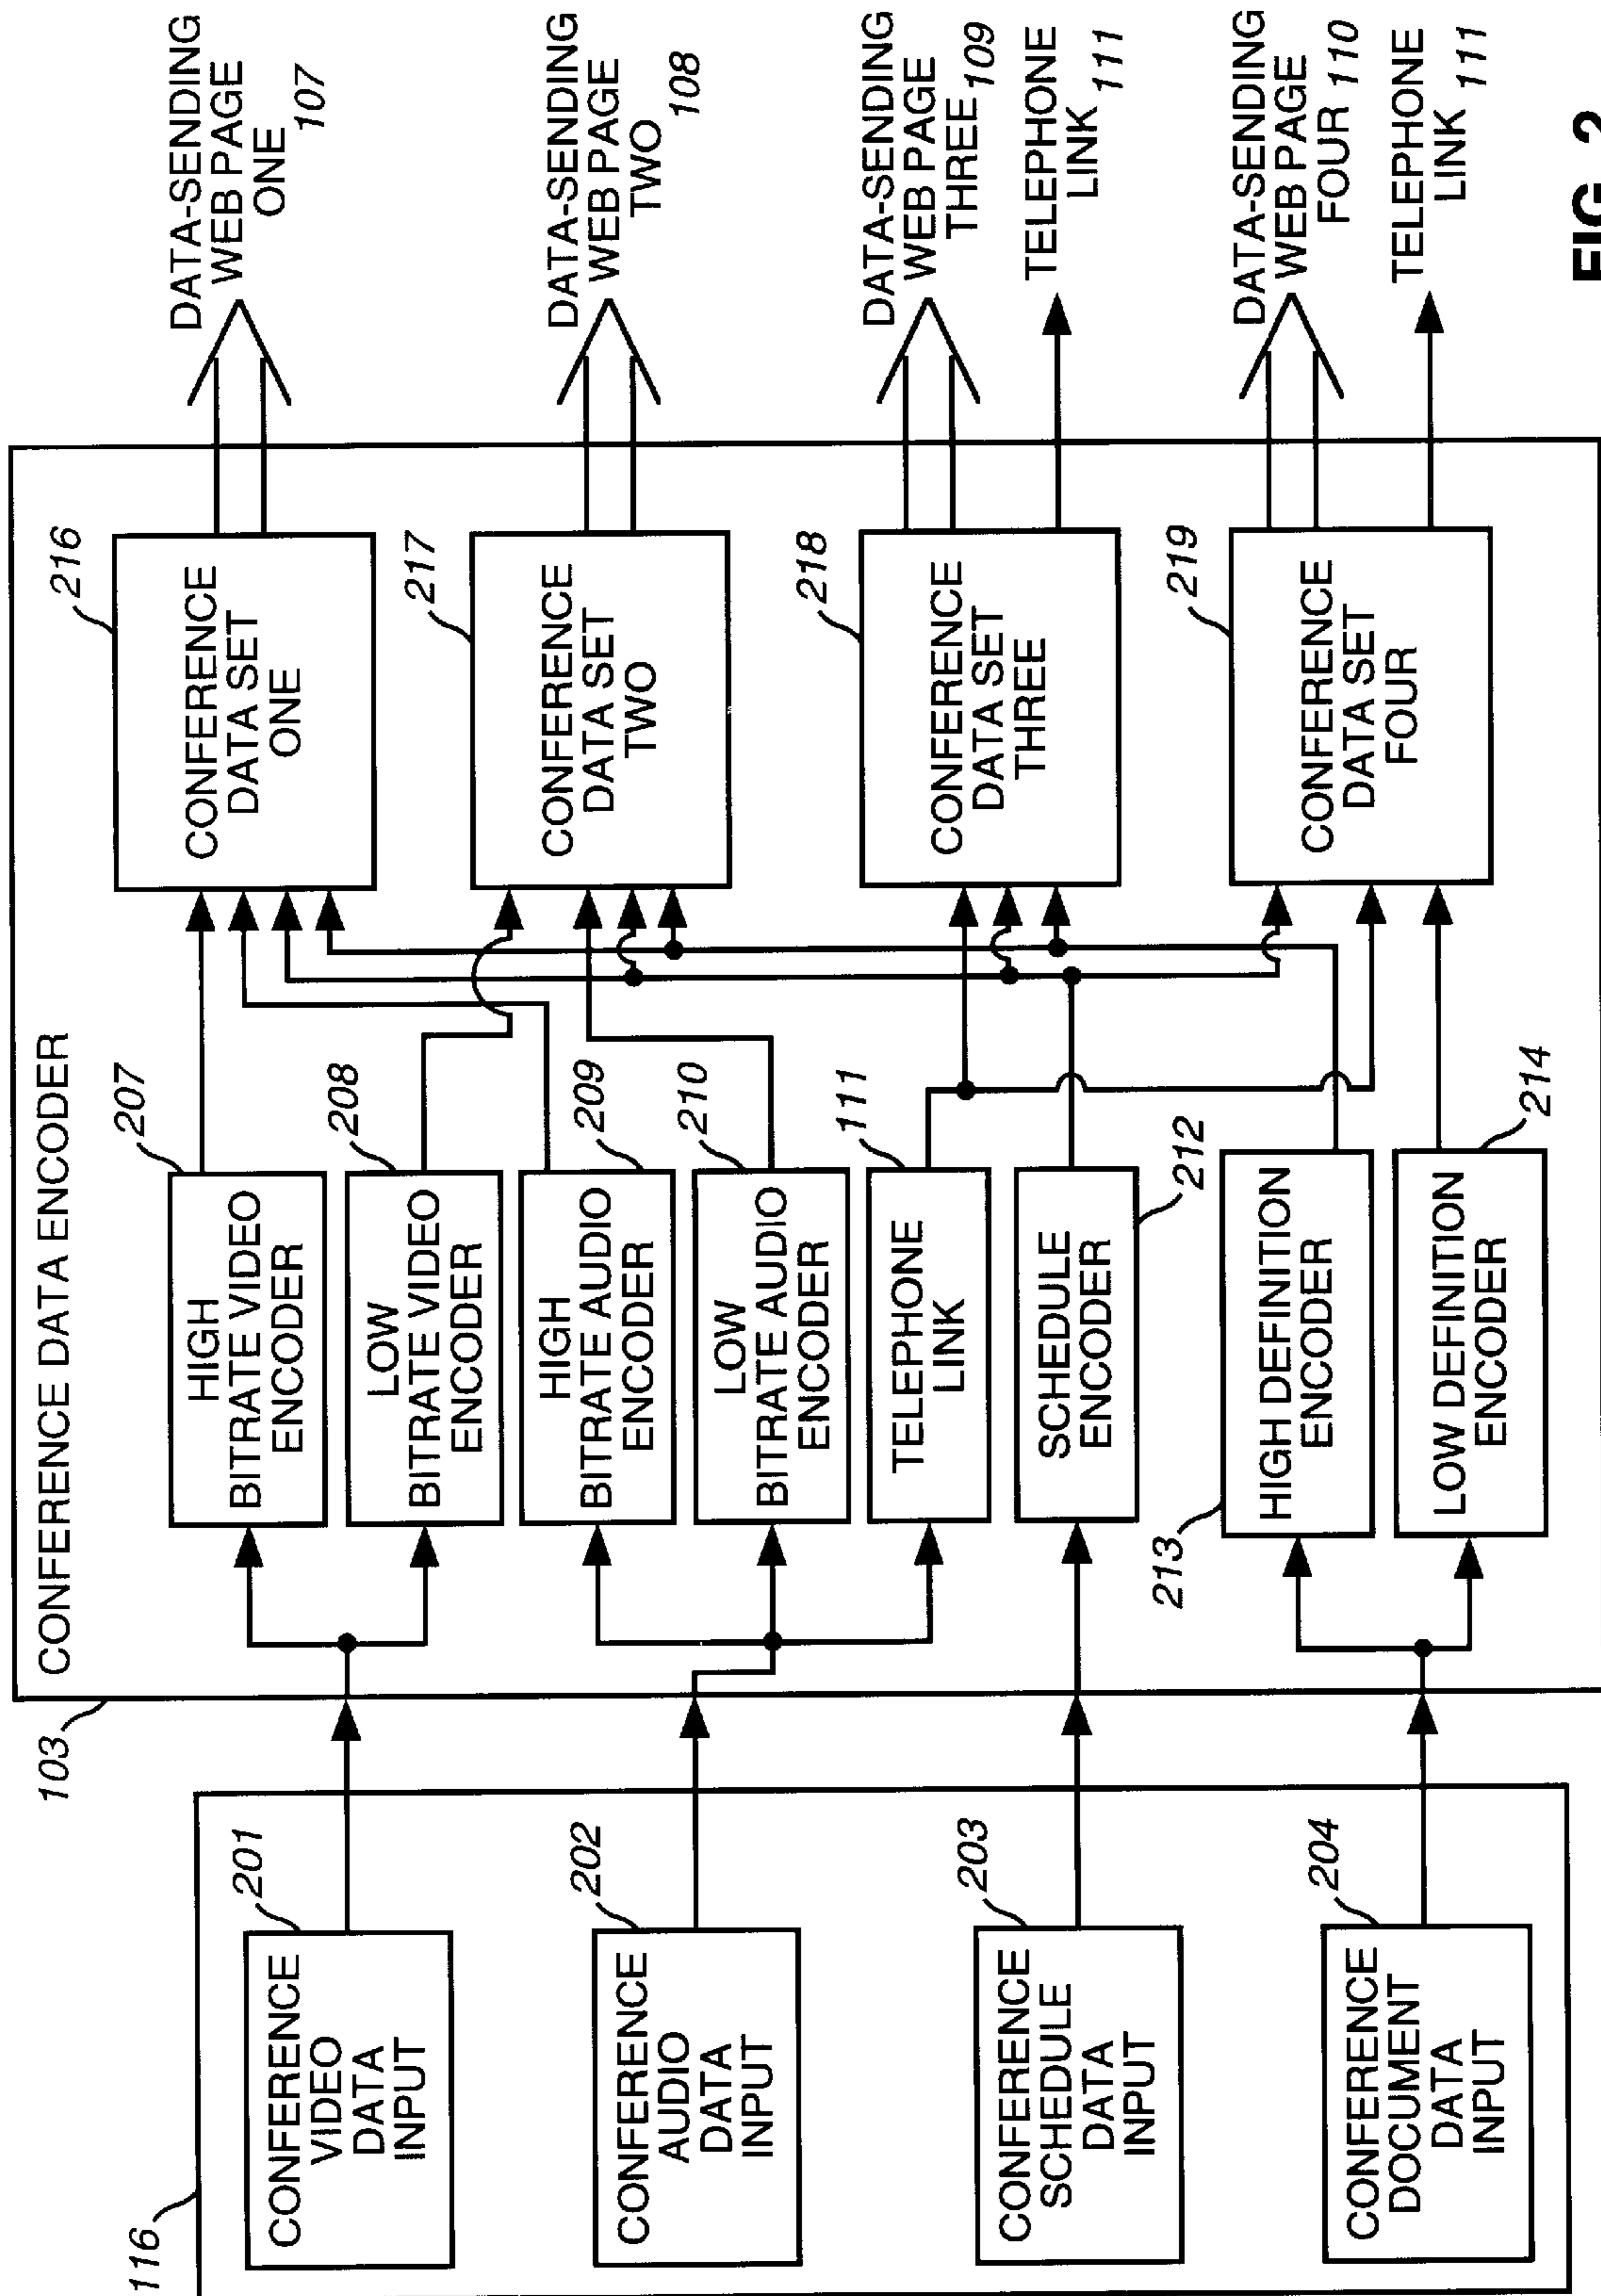 116
201
CONFERENCE
VIDEO
DATA
INPUT
202
CONFERENCE
AUDIO
DATA
INPUT
203
CONFERENCE
SCHEDULE
DATA
INPUT
204
CONFERENCE
DOCUMENT
DATA
INPUT
103
CONFERENCE DATA ENCODER
207
HIGH
BITRATE VIDEO
ENCODER
208
LOW
BITRATE VIDEO
ENCODER
209
HIGH
BITRATE AUDIO
ENCODER
210
LOW
BITRATE AUDIO
ENCODER
111
TELEPHONE
LINK
212
SCHEDULE
ENCODER
213
HIGH DEFINITION
ENCODER
214
LOW DEFINITION
ENCODER
216
CONFERENCE
DATA SET
ONE
217
CONFERENCE
DATA SET
TWO
218
CONFERENCE
DATA SET
THREE
219
CONFERENCE
DATA SET
FOUR
DATA-SENDING
WEB PAGE
ONE
107
DATA-SENDING
WEB PAGE
TWO
108
DATA-SENDING
WEB PAGE
THREE 109
TELEPHONE
LINK 111
DATA-SENDING
WEB PAGE
FOUR 110
TELEPHONE
LINK 111
FIG. 2